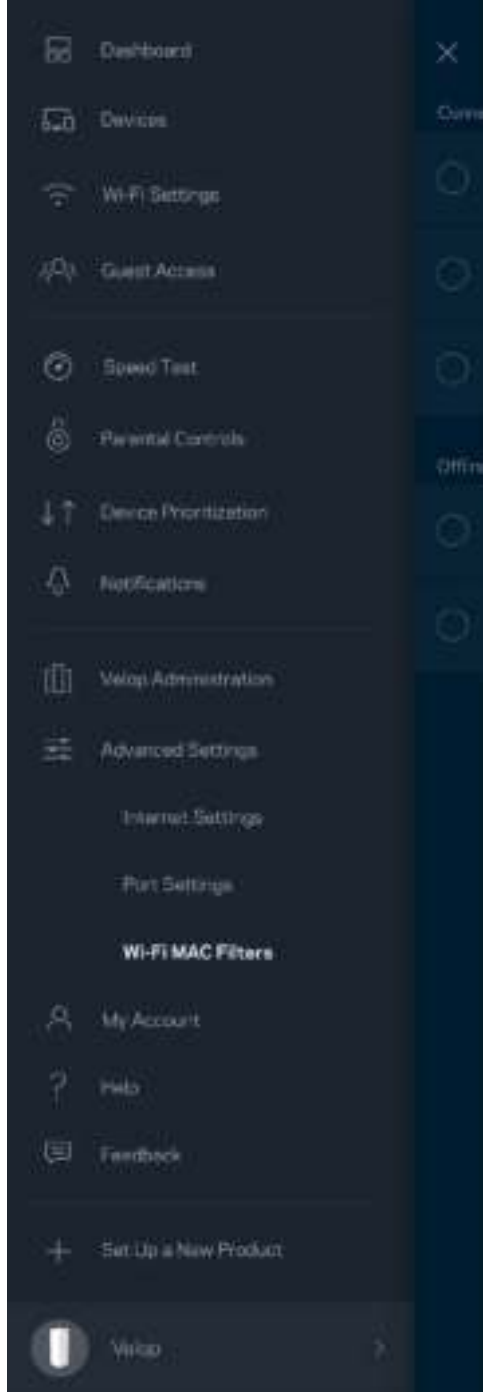 Dashboard
Devices
Wi-Fi Settings
Guest Access
Speed Test
Parental Controls
Device Prioritization
Notifications
Velop Administration
Advanced Settings
Internet Settings
Port Settings
Wi-Fi MAC Filters
My Account
Help
Feedback
Set Up a New Product
Velop